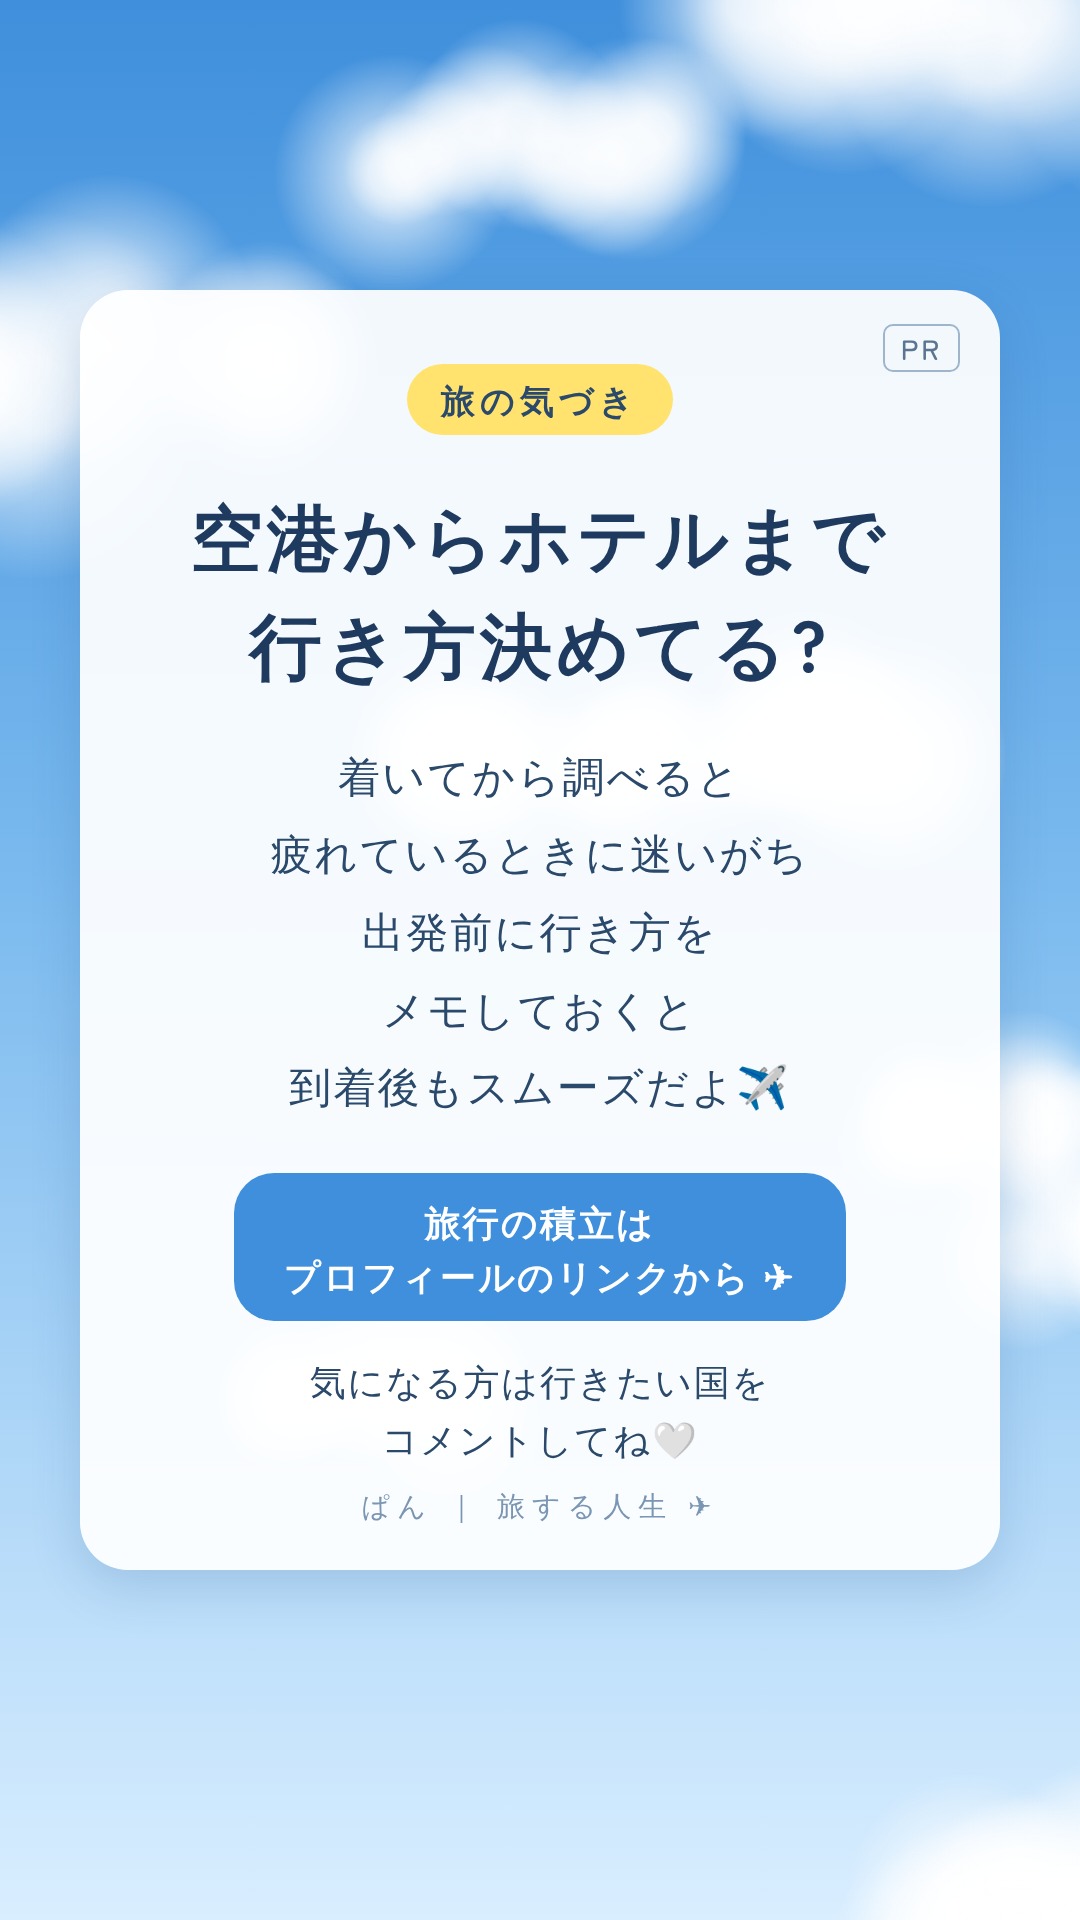 PR
旅の気づき
空港からホテルまで
行き方決めてる?
着いてから調べると
疲れているときに迷いがち
出発前に行き方を
メモしておくと
到着後もスムーズだよ✈️
旅行の積立は
プロフィールのリンクから ✈
気になる方は行きたい国を
コメントしてね🤍
ぱん ｜ 旅する人生 ✈